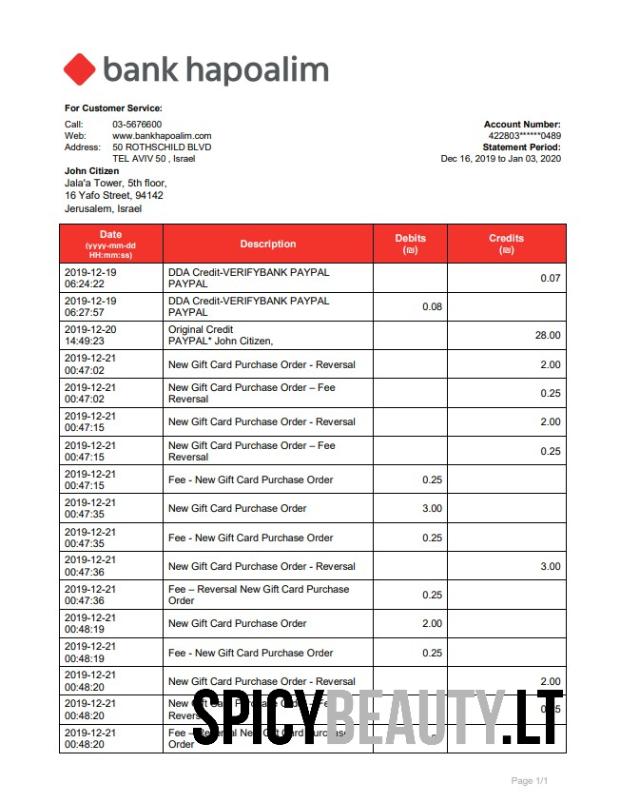 bank hapoalim
For Customer Service:
Call: 03-5676600
Web: www.bankhapoalim.com
Address: 50 ROTHSCHILD BLVD
TEL AVIV 50 , Israel
Account Number:
422803******0489
Statement Period:
Dec 16, 2019 to Jan 03, 2020
John Citizen
Jala'a Tower, 5th floor,
16 Yafo Street, 94142
Jerusalem, Israel
Date
(yyyy-mm-dd
HH:mm:ss)
Description
Debits
(₪)
Credits
(₪)
2019-12-19
06:24:22
DDA Credit-VERIFYBANK PAYPAL
PAYPAL
0.07
2019-12-19
06:27:57
DDA Credit-VERIFYBANK PAYPAL
PAYPAL
0.08
2019-12-20
14:49:23
Original Credit
PAYPAL* John Citizen,
28.00
2019-12-21
00:47:02
New Gift Card Purchase Order - Reversal
2.00
2019-12-21
00:47:02
New Gift Card Purchase Order – Fee
Reversal
0.25
2019-12-21
00:47:15
New Gift Card Purchase Order - Reversal
2.00
2019-12-21
00:47:15
New Gift Card Purchase Order – Fee
Reversal
0.25
2019-12-21
00:47:15
Fee - New Gift Card Purchase Order
0.25
2019-12-21
00:47:35
New Gift Card Purchase Order
3.00
2019-12-21
00:47:35
Fee - New Gift Card Purchase Order
0.25
2019-12-21
00:47:36
New Gift Card Purchase Order - Reversal
3.00
2019-12-21
00:47:36
Fee – Reversal New Gift Card Purchase
Order
0.25
2019-12-21
00:48:19
New Gift Card Purchase Order
2.00
2019-12-21
00:48:19
Fee - New Gift Card Purchase Order
0.25
2019-12-21
00:48:20
New Gift Card Purchase Order - Reversal
2.00
2019-12-21
00:48:20
New
2019-12-21
00:48:20
Fee –
Order
SPICYBEAUTY.LT
Page 1/1